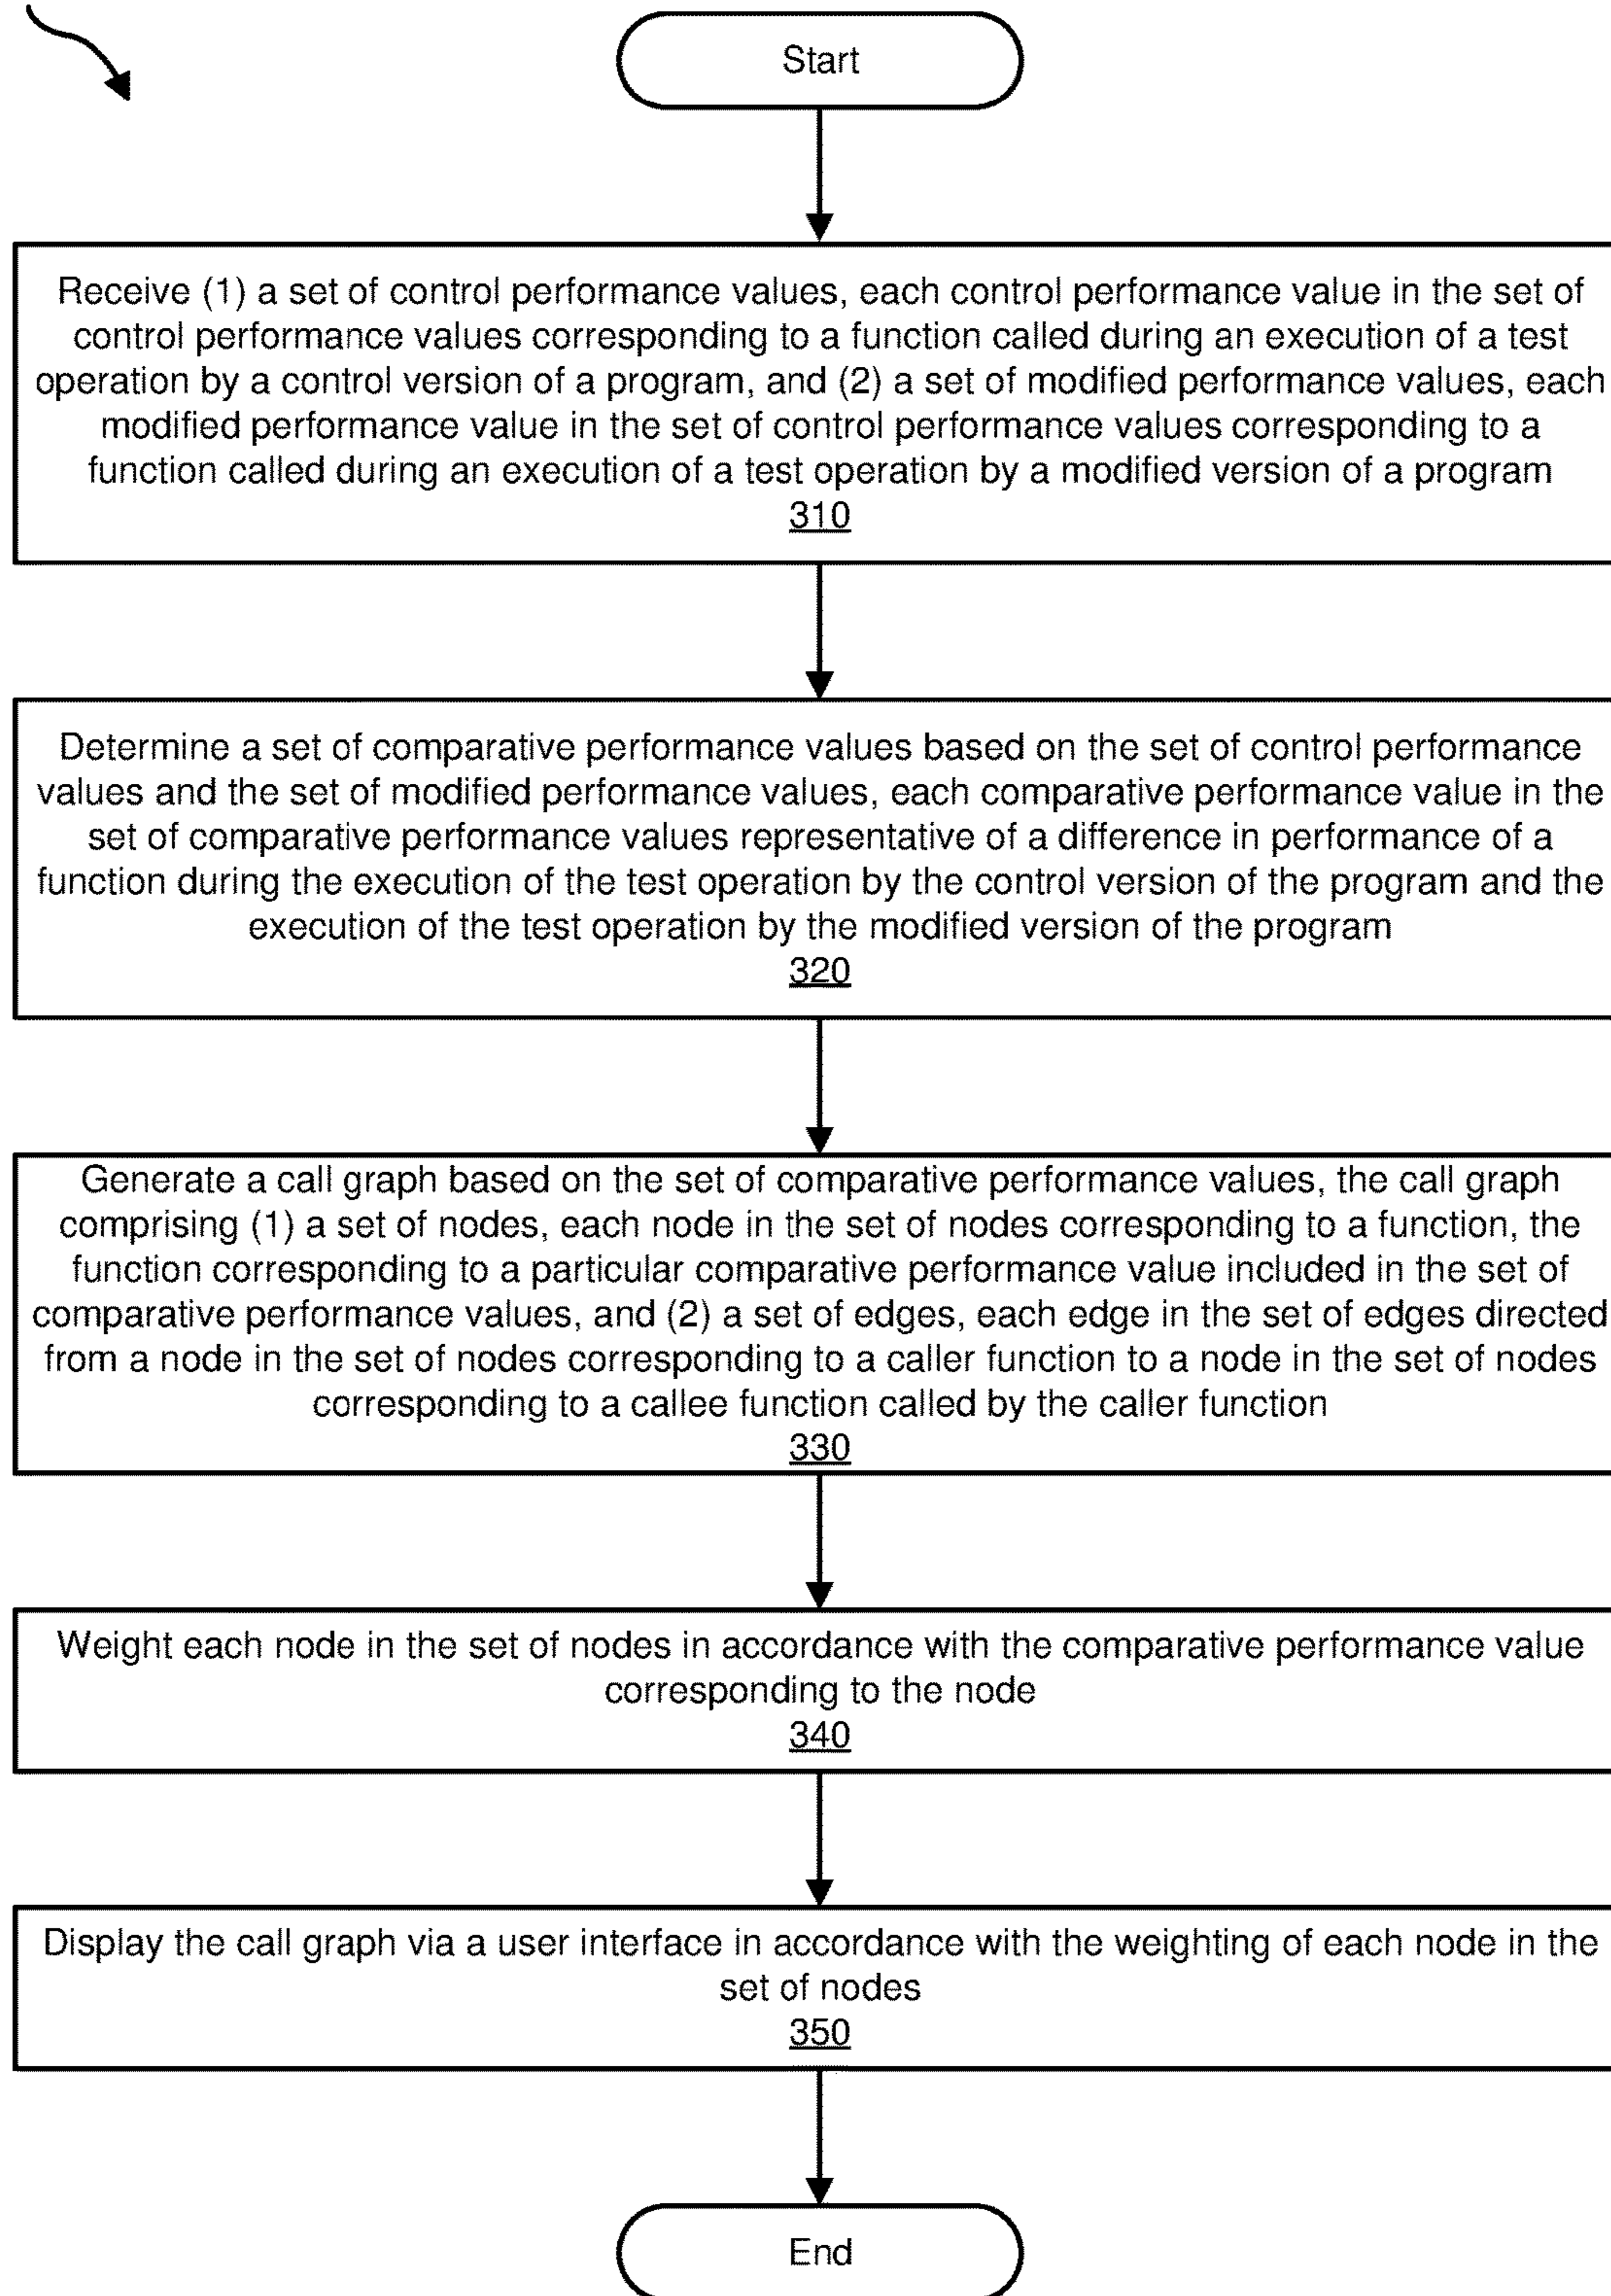 Start
Receive (1) a set of control performance values, each control performance value in the set of
control performance values corresponding to a function called during an execution of a test
operation by a control version of a program, and (2) a set of modified performance values, each
modified performance value in the set of control performance values corresponding to a
function called during an execution of a test operation by a modified version of a program
310
Determine a set of comparative performance values based on the set of control performance
values and the set of modified performance values, each comparative performance value in the
set of comparative performance values representative of a difference in performance of a
function during the execution of the test operation by the control version of the program and the
execution of the test operation by the modified version of the program
320
Generate a call graph based on the set of comparative performance values, the call graph
comprising (1) a set of nodes, each node in the set of nodes corresponding to a function, the
function corresponding to a particular comparative performance value included in the set of
comparative performance values, and (2) a set of edges, each edge in the set of edges directed
from a node in the set of nodes corresponding to a caller function to a node in the set of nodes
corresponding to a callee function called by the caller function
330
Weight each node in the set of nodes in accordance with the comparative performance value
corresponding to the node
340
Display the call graph via a user interface in accordance with the weighting of each node in the
set of nodes
350
End